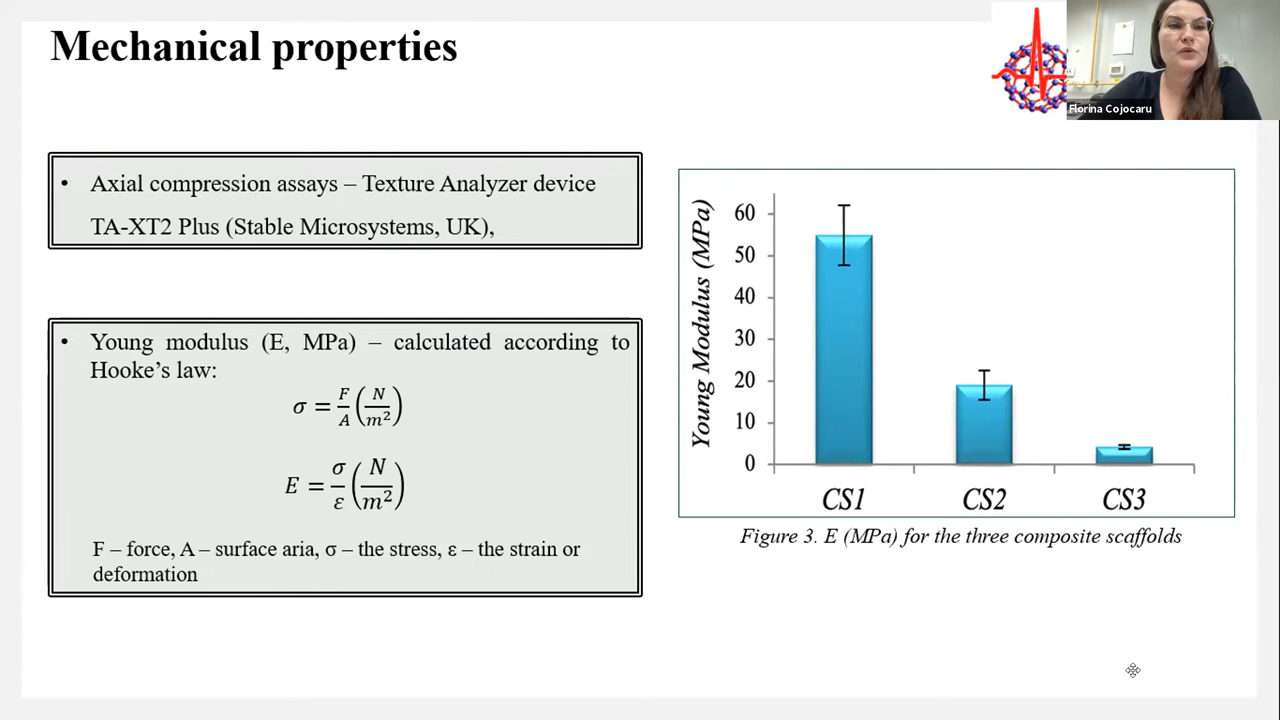 Mechanical properties
Florina Cojocaru
• Axial compression assays – Texture Analyzer device
TA-XT2 Plus (Stable Microsystems, UK),
• Young modulus (E, MPa) – calculated according to
Hooke’s law:
σ = F/A (N/m²)
E = σ/ε (N/m²)
F – force, A – surface aria, σ – the stress, ε – the strain or
deformation
Young Modulus (MPa)
60
50
40
30
20
10
0
CS1 CS2 CS3
Figure 3. E (MPa) for the three composite scaffolds